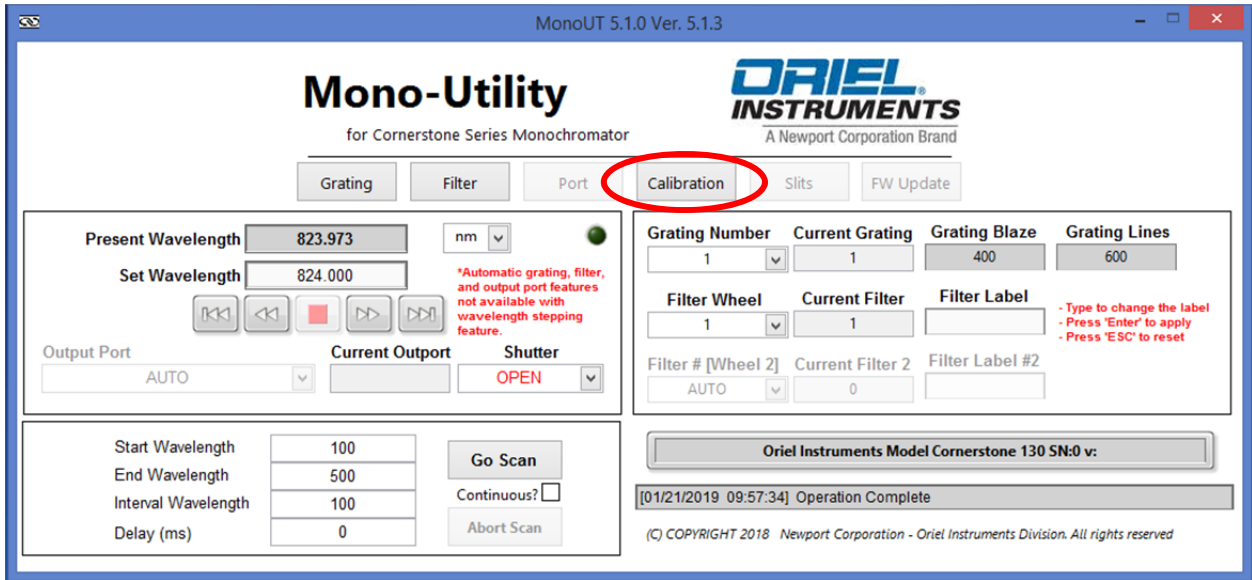 MonoUT 5.1.0 Ver. 5.1.3
Mono-Utility
for Cornerstone Series Monochromator
ORIEL®
INSTRUMENTS
A Newport Corporation Brand
Grating Filter Port Calibration Slits FW Update
Present Wavelength 823.973 nm
Set Wavelength 824.000
*Automatic grating, filter,
and output port features
not available with
wavelength stepping
feature.
Output Port Current Outport Shutter
AUTO OPEN
Grating Number Current Grating Grating Blaze Grating Lines
1 1 400 600
Filter Wheel Current Filter Filter Label
1 1
- Type to change the label
- Press 'Enter' to apply
- Press 'ESC' to reset
Filter # [Wheel 2] Current Filter 2 Filter Label #2
AUTO 0
Start Wavelength 100
End Wavelength 500
Interval Wavelength 100
Delay (ms) 0
Go Scan
Continuous?
Abort Scan
Oriel Instruments Model Cornerstone 130 SN:0 v:
[01/21/2019 09:57:34] Operation Complete
(C) COPYRIGHT 2018 Newport Corporation - Oriel Instruments Division. All rights reserved